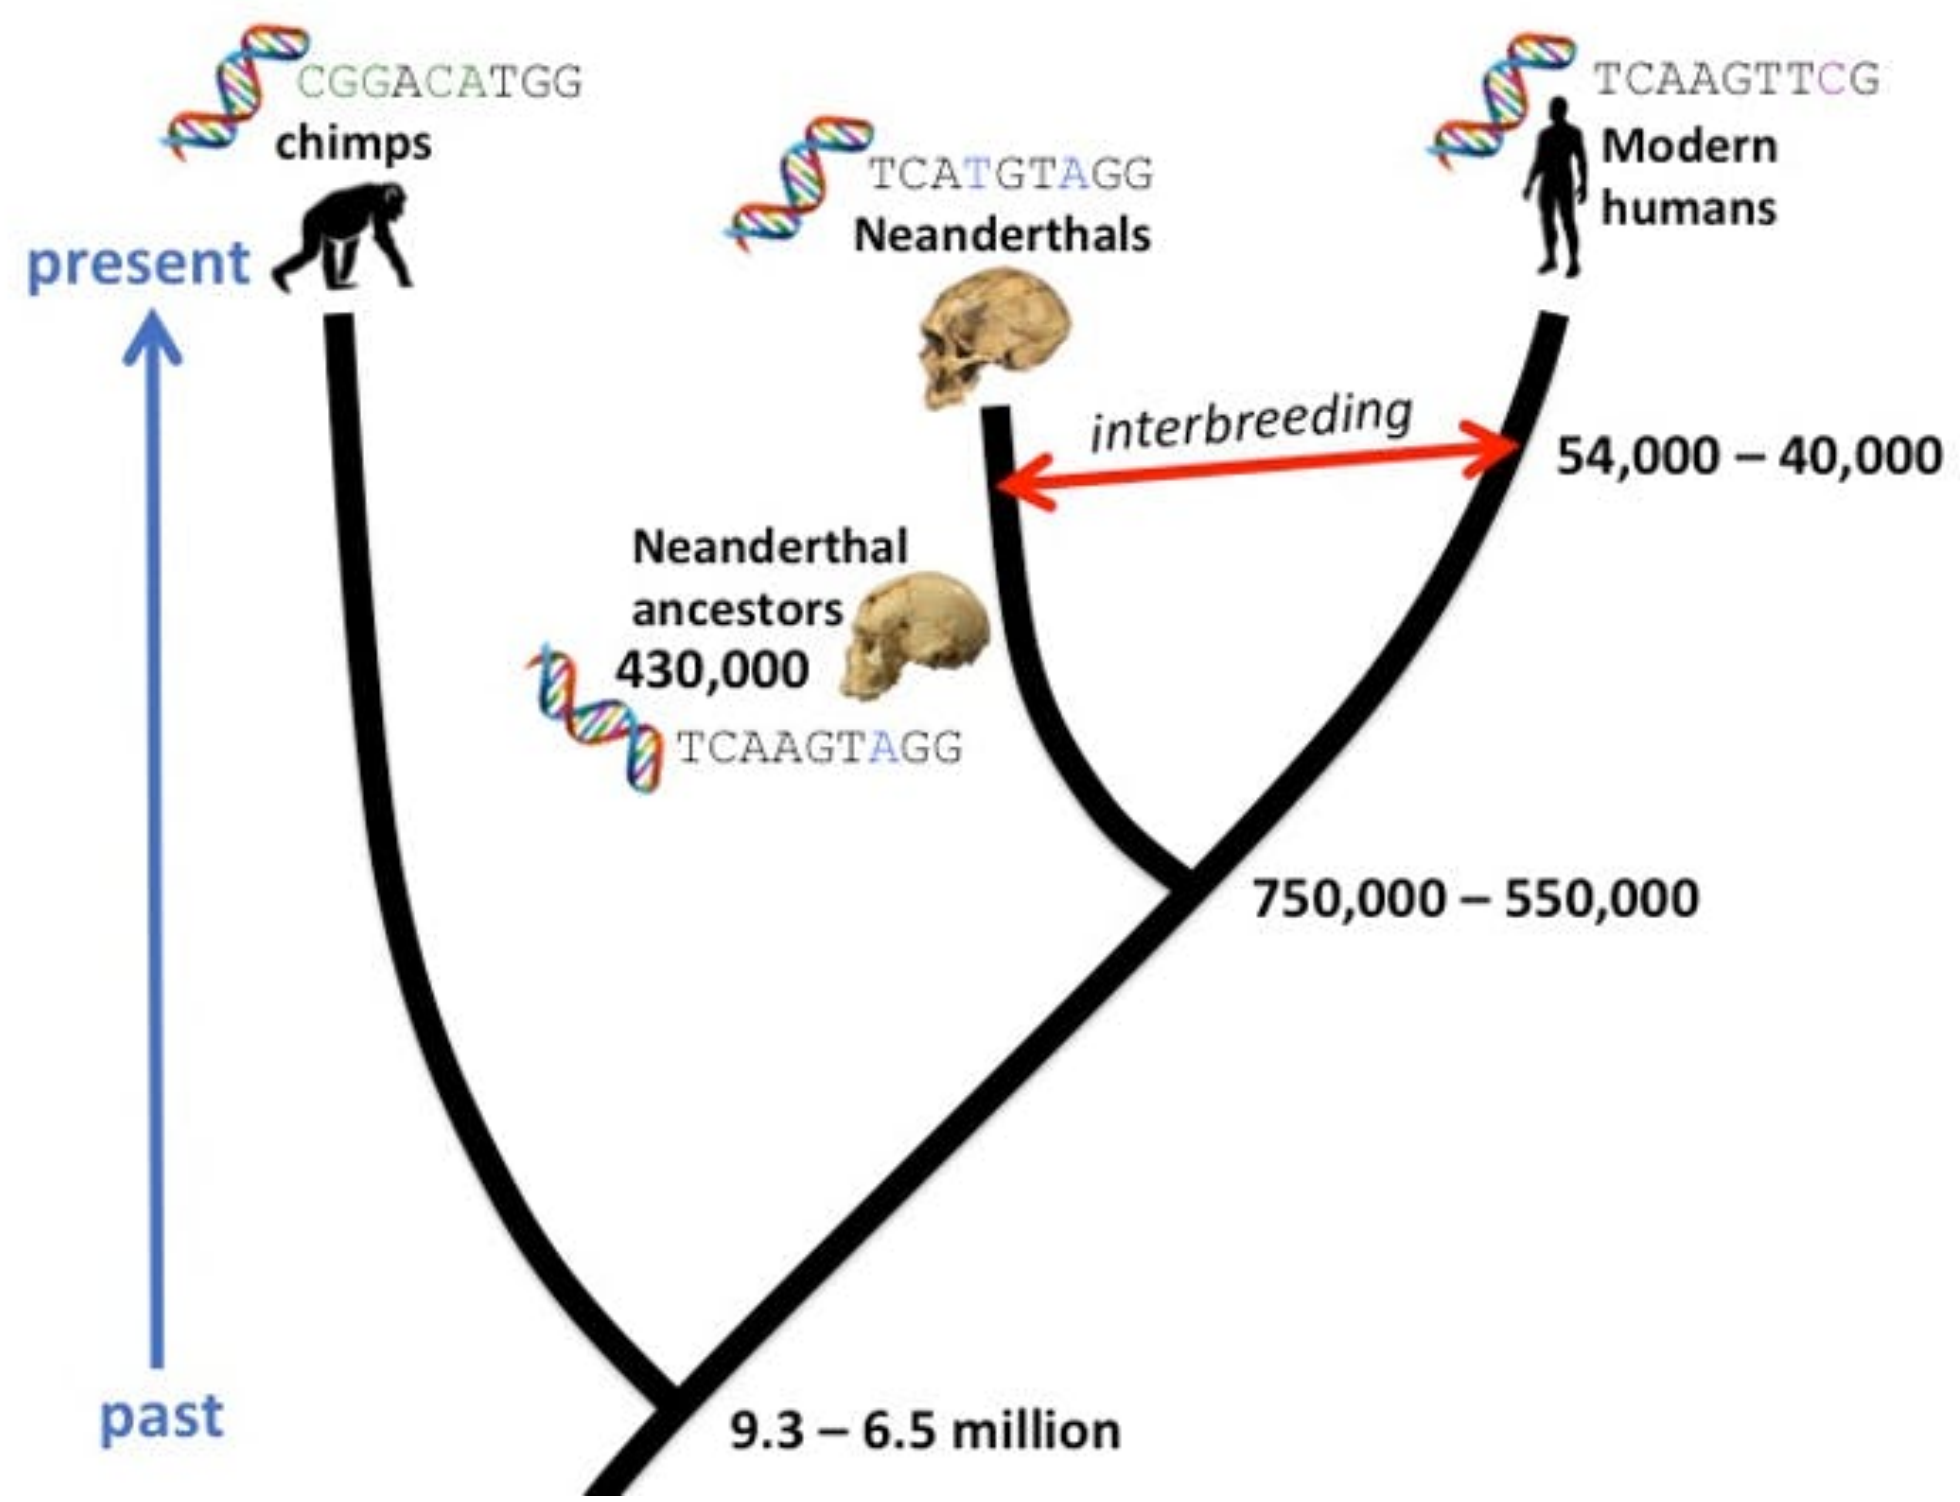 CGGACATGG
chimps
TCATGTAGG
Neanderthals
TCAAGTTCG
Modern
humans
present
interbreeding
54,000 – 40,000
Neanderthal
ancestors
430,000
TCAAGTAGG
750,000 – 550,000
past
9.3 – 6.5 million